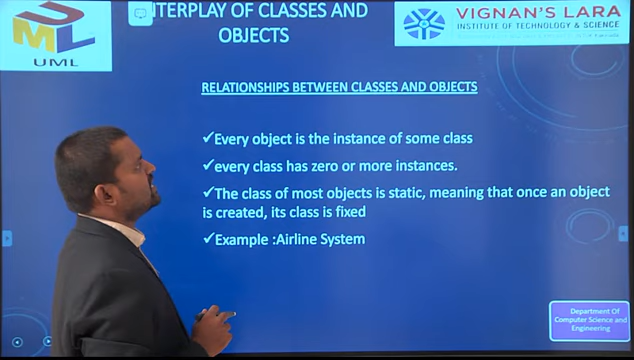 UML
UML
NTERPLAY OF CLASSES AND
OBJECTS
VIGNAN'S LARA
INSTITUTE OF TECHNOLOGY & SCIENCE
RELATIONSHIPS BETWEEN CLASSES AND OBJECTS
✓Every object is the instance of some class
✓every class has zero or more instances.
✓The class of most objects is static, meaning that once an object
is created, its class is fixed
✓Example :Airline System
Department Of
Computer Science and
Engineering